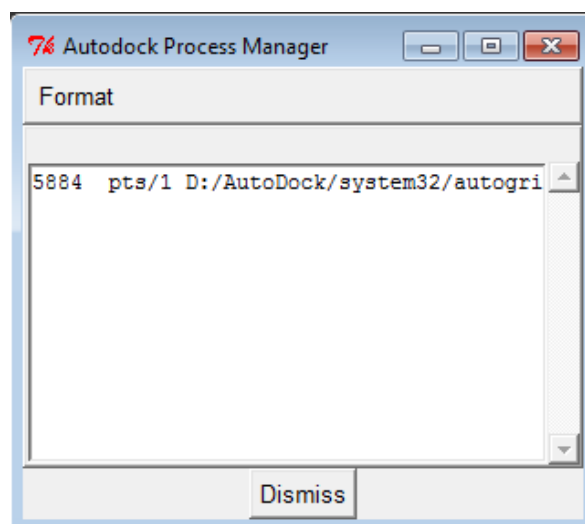 Autodock Process Manager
Format
5884 pts/1 D:/AutoDock/system32/autogri
Dismiss